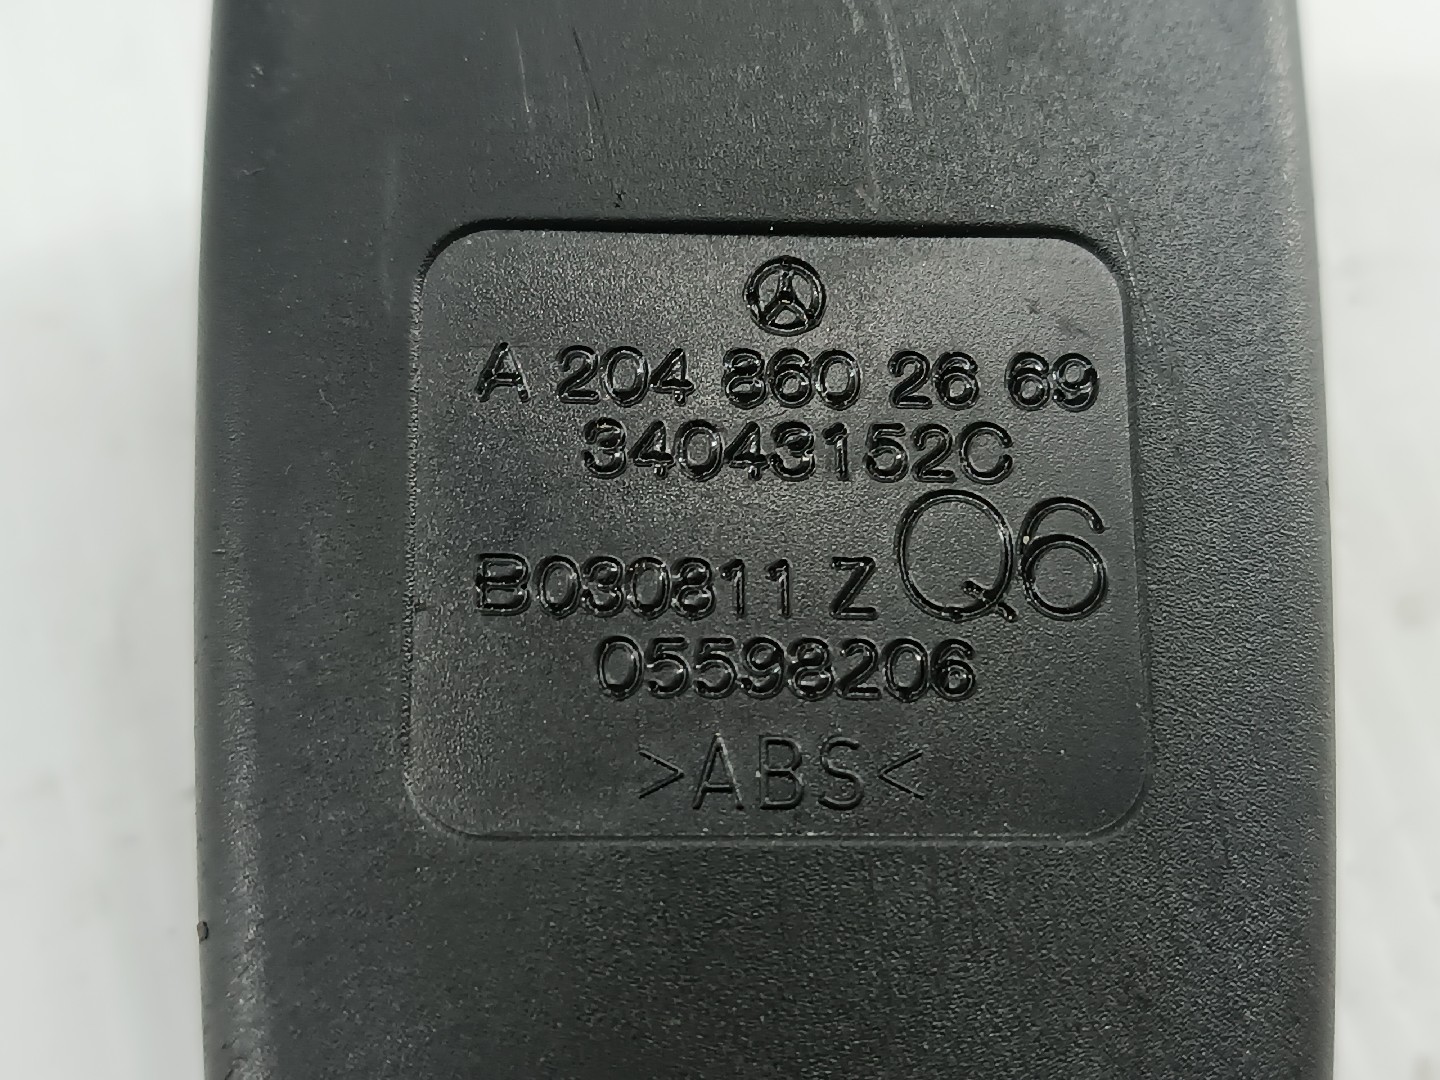 A 204 860 26 69
34043152C
B030811 Z Q6
05598206
>ABS<